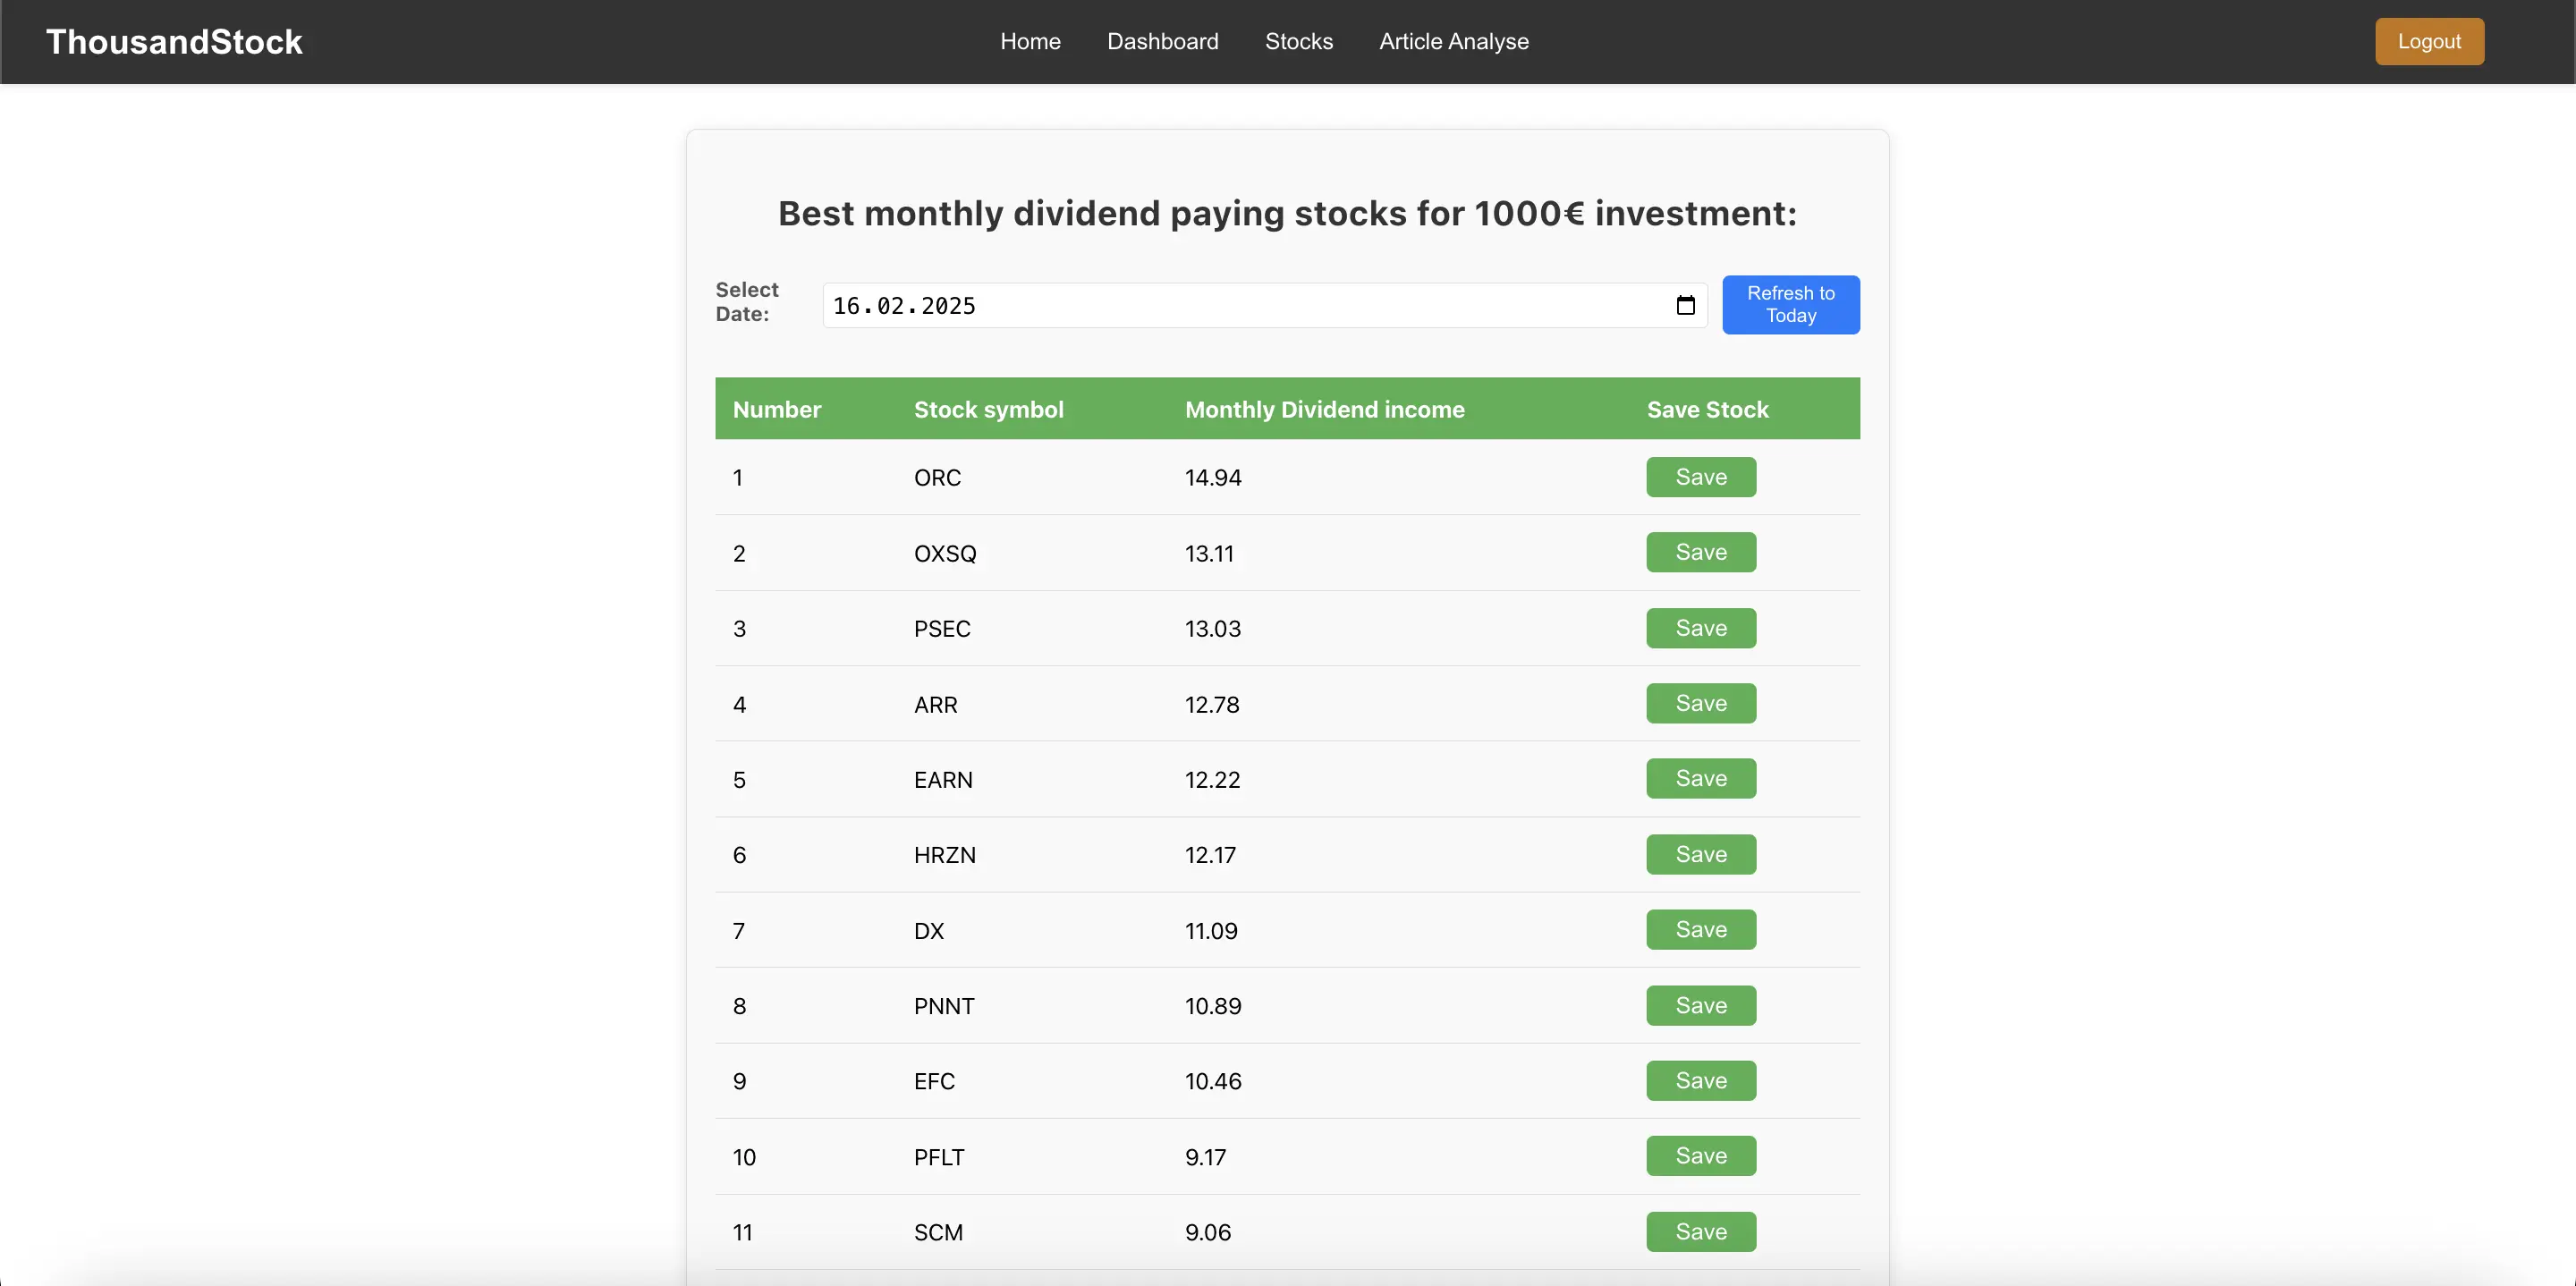 ThousandStock
Home Dashboard Stocks Article Analyse
Logout
Best monthly dividend paying stocks for 1000€ investment:
Select
Date:
16.02.2025
Refresh to
Today
Number Stock symbol Monthly Dividend income Save Stock
1 ORC 14.94 Save
2 OXSQ 13.11 Save
3 PSEC 13.03 Save
4 ARR 12.78 Save
5 EARN 12.22 Save
6 HRZN 12.17 Save
7 DX 11.09 Save
8 PNNT 10.89 Save
9 EFC 10.46 Save
10 PFLT 9.17 Save
11 SCM 9.06 Save